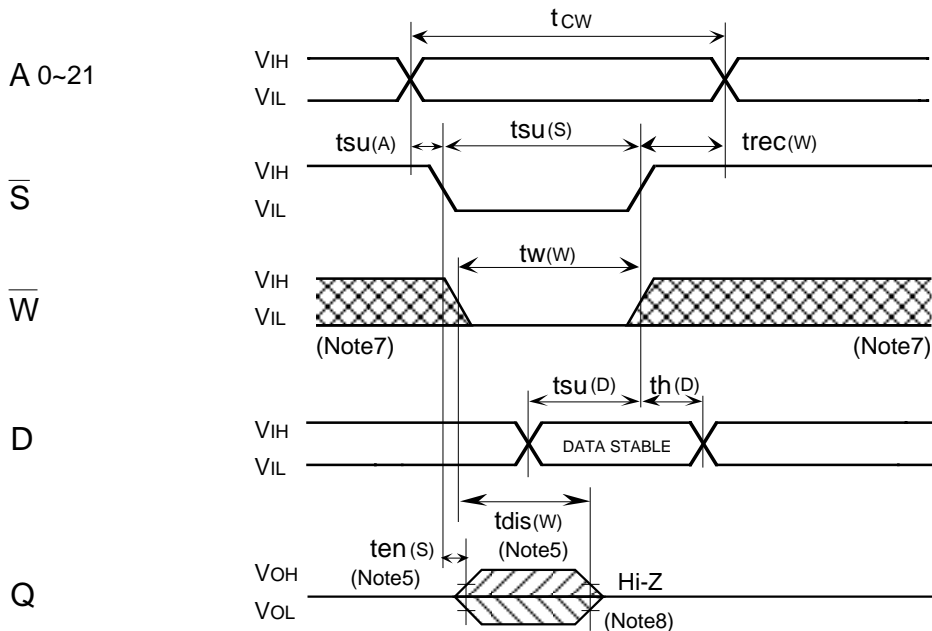 tCW
VIH
A 0~21
VIL
tsu(A) tsu(S) trec(W)
VIH
S
VIL
tw(W)
VIH
W
VIL
(Note7) (Note7)
tsu(D) th(D)
VIH
D
DATA STABLE
VIL
tdis(W)
ten(S) (Note5)
(Note5)
VOH Hi-Z
Q
VOL (Note8)